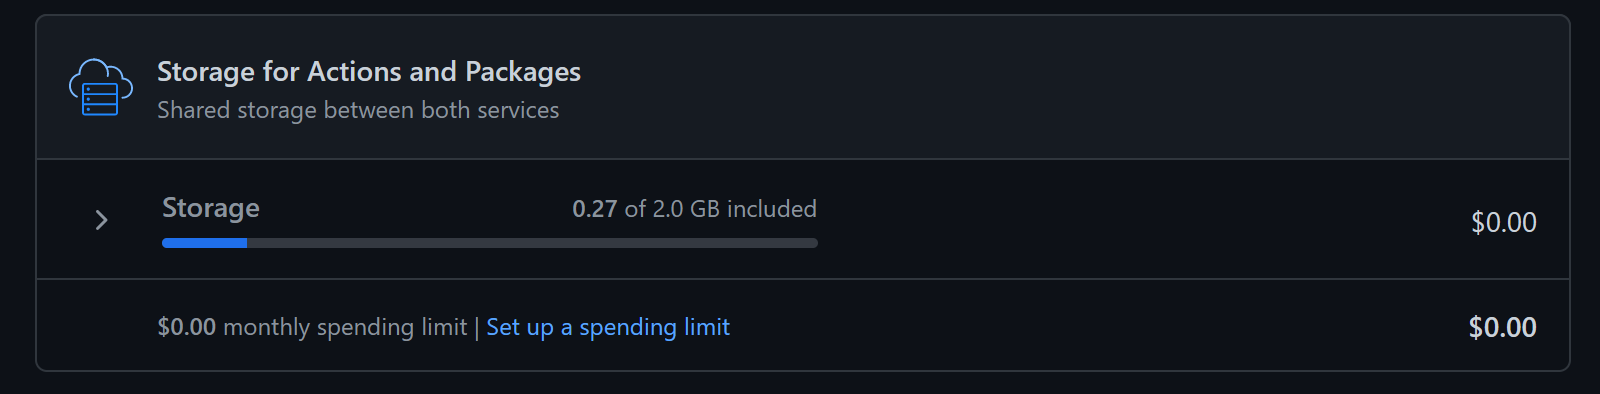 Storage for Actions and Packages
Shared storage between both services
Storage 0.27 of 2.0 GB included $0.00
$0.00 monthly spending limit | Set up a spending limit $0.00